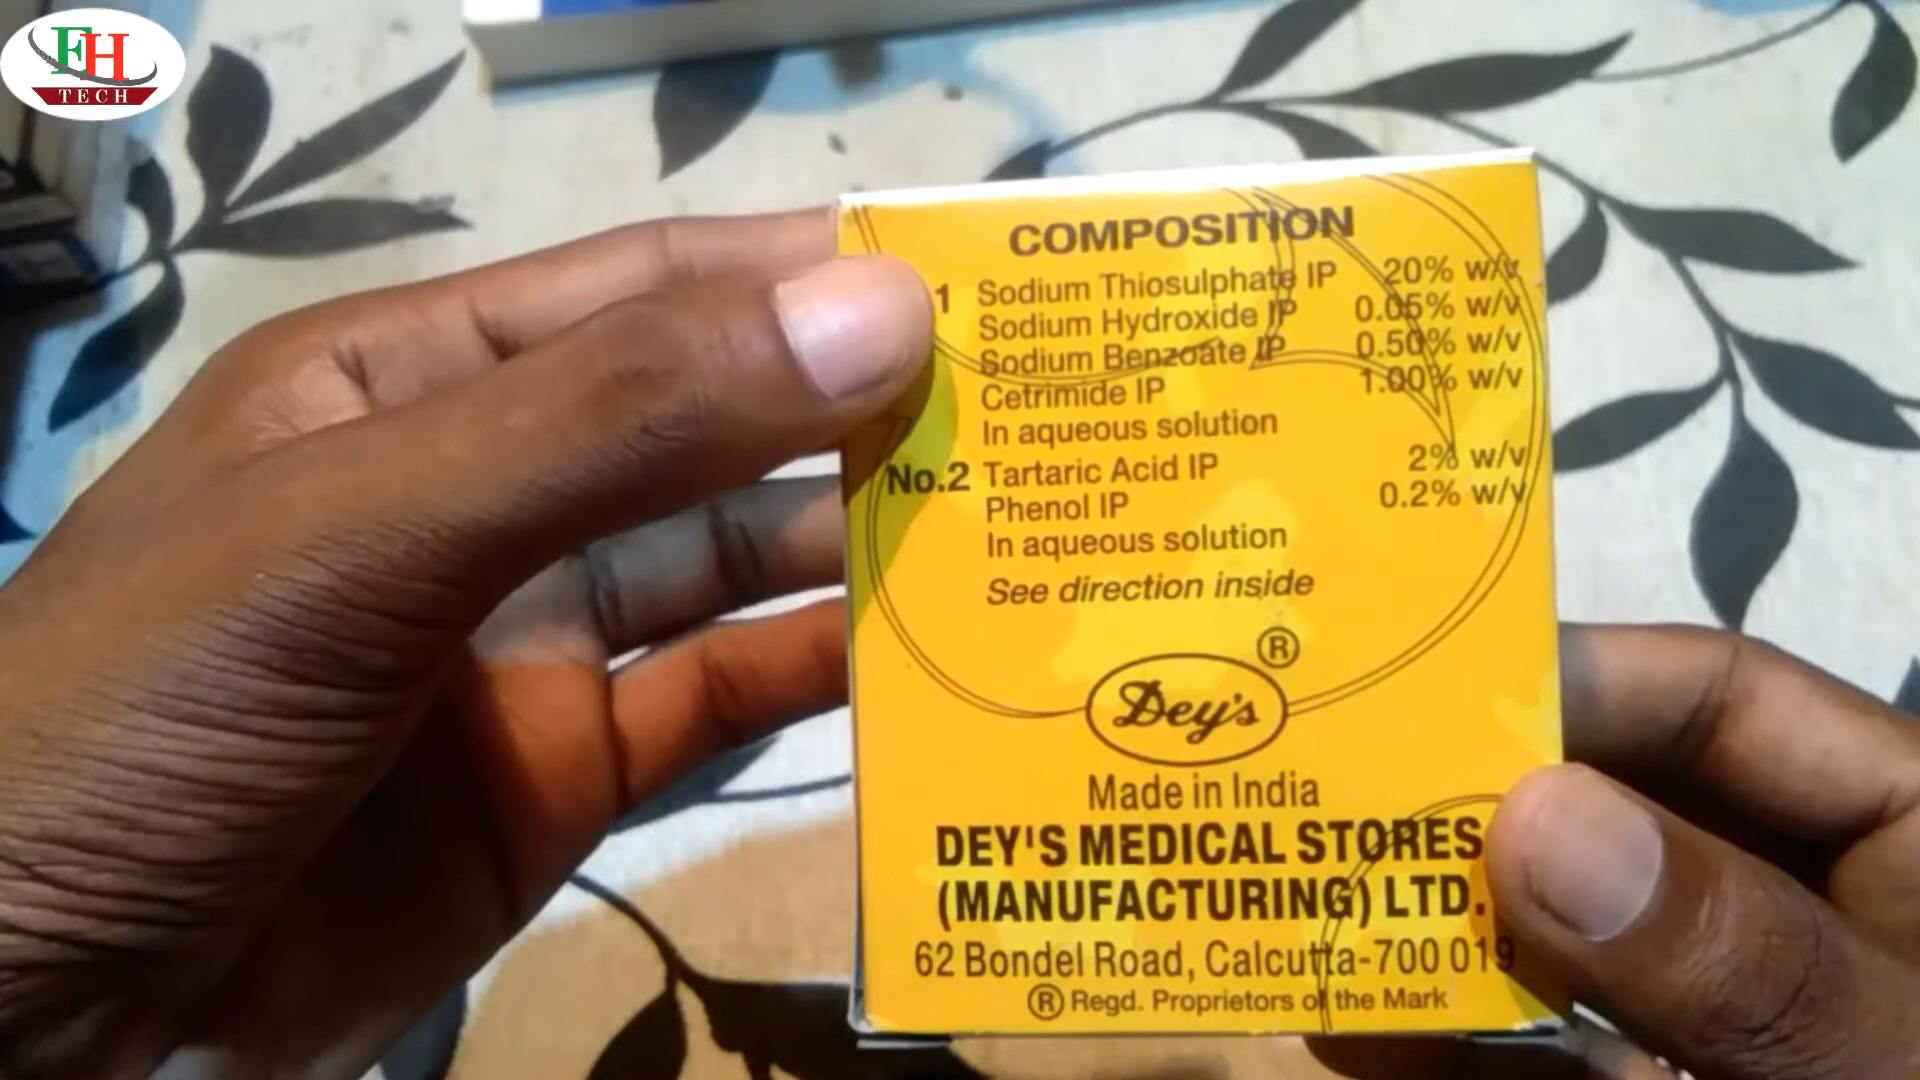 FH
TECH
COMPOSITION
1 Sodium Thiosulphate IP 20% w/v
Sodium Hydroxide IP 0.05% w/v
Sodium Benzoate IP 0.50% w/v
Cetrimide IP 1.00% w/v
In aqueous solution
No.2 Tartaric Acid IP 2% w/v
Phenol IP 0.2% w/v
In aqueous solution
See direction inside
®
Dey's
Made in India
DEY'S MEDICAL STORES
(MANUFACTURING) LTD.
62 Bondel Road, Calcutta-700 019
® Regd. Proprietors of the Mark